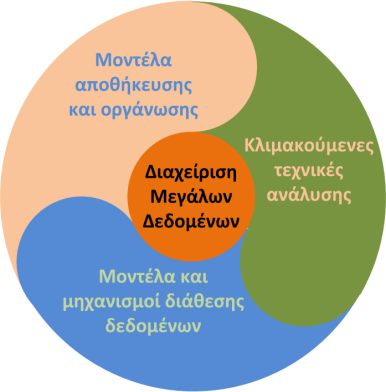 Μοντέλα
αποθήκευσης
και οργάνωσης
Κλιμακούμενες
τεχνικές
ανάλυσης
Διαχείριση
Μεγάλων
Δεδομένων
Μοντέλα και
μηχανισμοί διάθεσης
δεδομένων